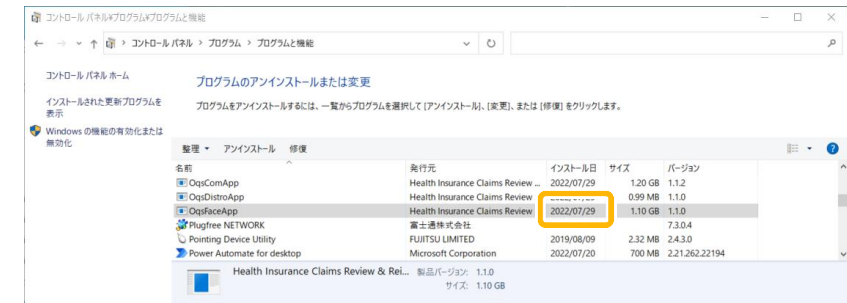 コントロール パネル¥プログラム¥プログラムと機能
コントロール パネル > プログラム > プログラムと機能
コントロール パネル ホーム
インストールされた更新プログラムを
表示
Windows の機能の有効化または
無効化
プログラムのアンインストールまたは変更
プログラムをアンインストールするには、一覧からプログラムを選択して [アンインストール]、[変更]、または [修復] をクリックします。
整理 アンインストール 修復
名前 発行元 インストール日 サイズ バージョン
OqsComApp Health Insurance Claims Review ... 2022/07/29 1.20 GB 1.1.2
OqsDistroApp Health Insurance Claims Review 0.99 MB 1.1.0
OqsFaceApp Health Insurance Claims Review 2022/07/29 1.10 GB 1.1.0
Plugfree NETWORK 富士通株式会社 7.3.0.4
Pointing Device Utility FUJITSU LIMITED 2019/08/09 2.32 MB 2.4.3.0
Power Automate for desktop Microsoft Corporation 2022/07/20 700 MB 2.21.262.22194
Health Insurance Claims Review & Rei... 製品バージョン: 1.1.0
サイズ: 1.10 GB